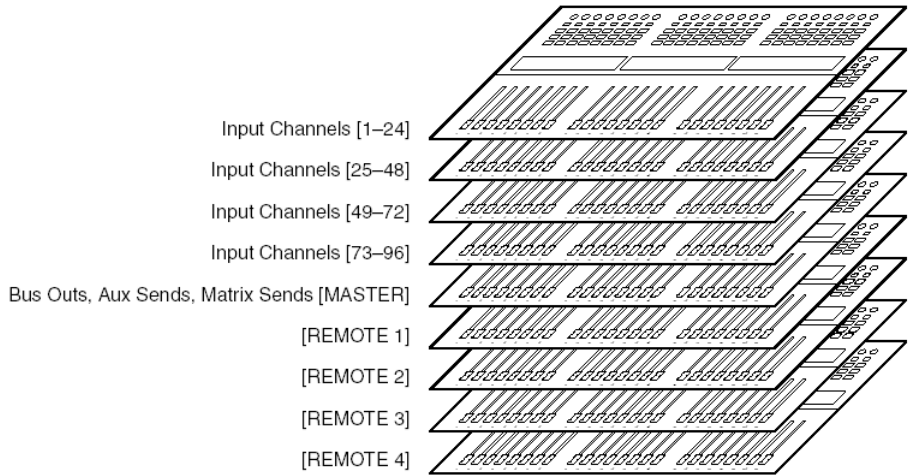 Input Channels [1–24]
Input Channels [25–48]
Input Channels [49–72]
Input Channels [73–96]
Bus Outs, Aux Sends, Matrix Sends [MASTER]
[REMOTE 1]
[REMOTE 2]
[REMOTE 3]
[REMOTE 4]